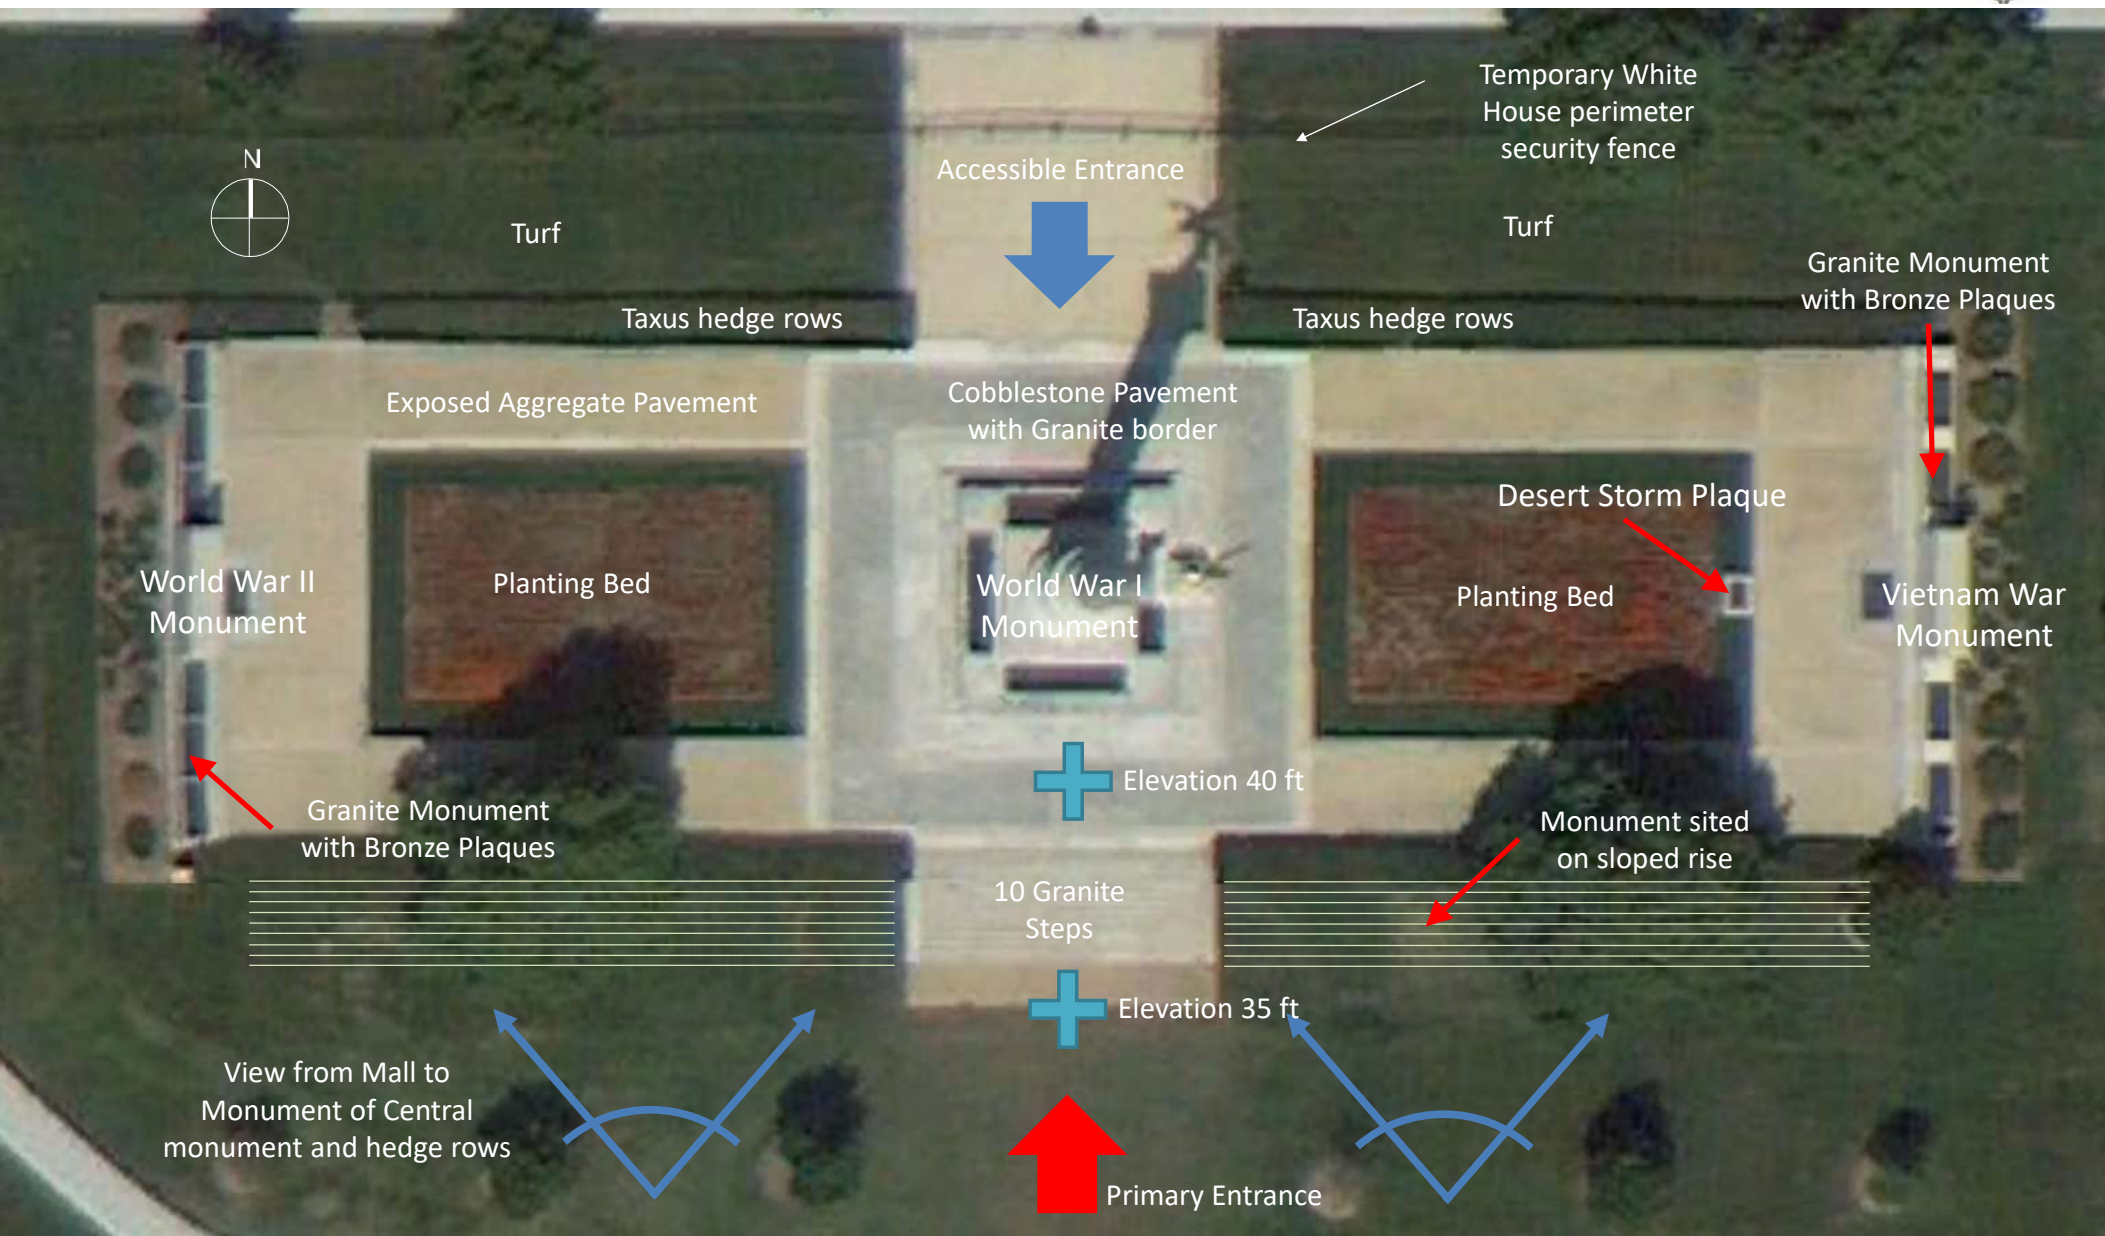 Temporary White
House perimeter
security fence
N
Accessible Entrance
Turf
Turf
Granite Monument
with Bronze Plaques
Taxus hedge rows
Taxus hedge rows
Exposed Aggregate Pavement
Cobblestone Pavement
with Granite border
Desert Storm Plaque
World War II
Monument
Planting Bed
World War I
Monument
Planting Bed
Vietnam War
Monument
Elevation 40 ft
Granite Monument
with Bronze Plaques
Monument sited
on sloped rise
10 Granite
Steps
Elevation 35 ft
View from Mall to
Monument of Central
monument and hedge rows
Primary Entrance